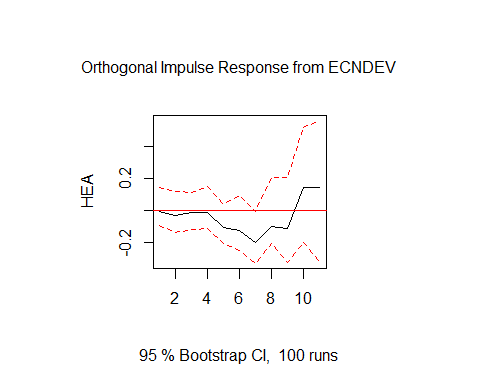 Orthogonal Impulse Response from ECNDEV
HEA
0.2
-0.2
2 4 6 8 10
95 % Bootstrap CI, 100 runs